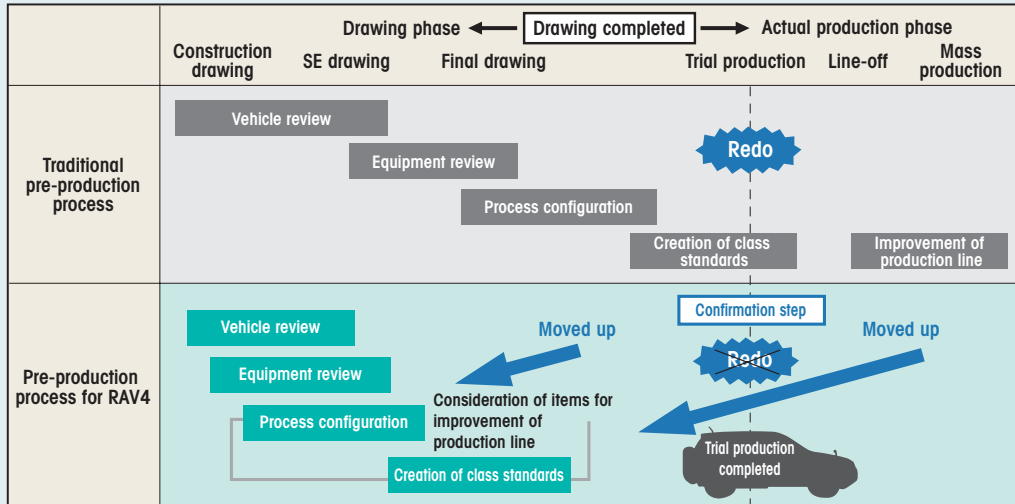 Drawing phase
Drawing completed
Actual production phase
Construction
drawing
SE drawing
Final drawing
Trial production
Line-off
Mass
production
Traditional
pre-production
process
Vehicle review
Equipment review
Process configuration
Creation of class
standards
Redo
Improvement of
production line
Pre-production
process for RAV4
Vehicle review
Equipment review
Process configuration
Creation of class standards
Moved up
Consideration of items for
improvement of
production line
Confirmation step
Redo
Moved up
Trial production
completed